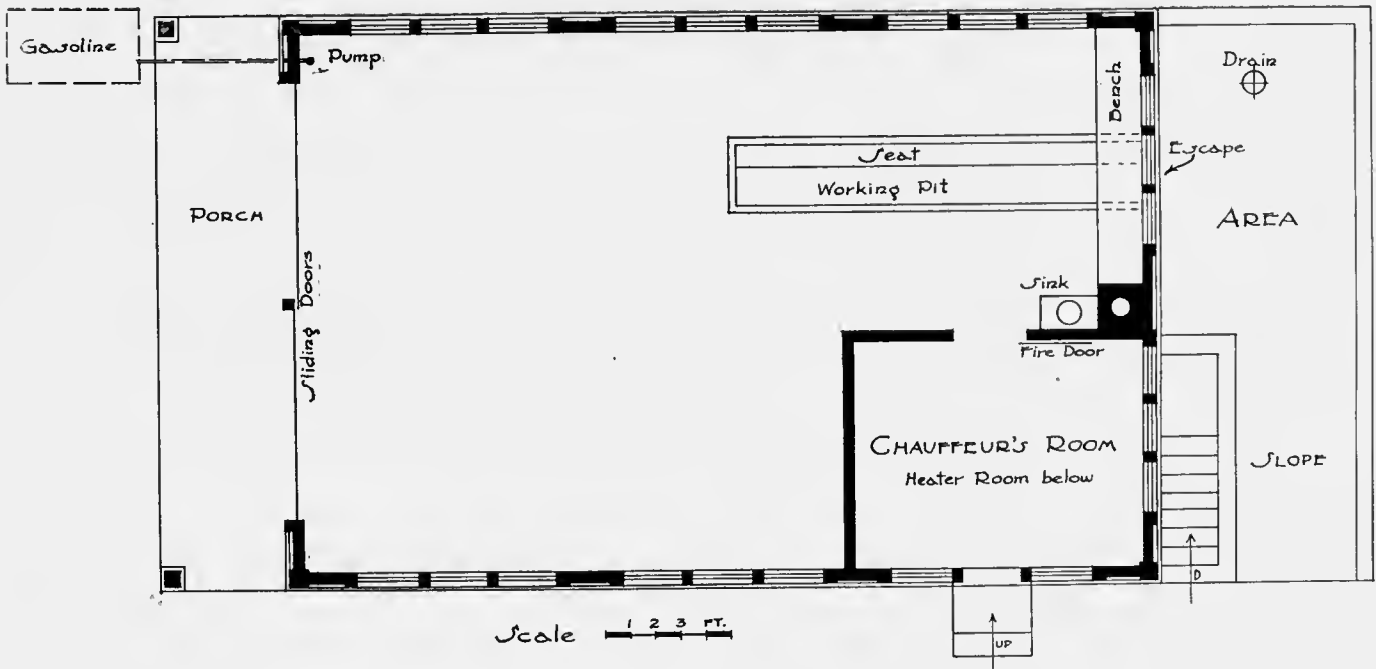 Gasoline
Pump
Drain
Bench
Escape
Seat
Working Pit
PORCH
AREA
Sliding Doors
Sink
Fire Door
CHAUFFEUR'S ROOM
Heater Room below
SLOPE
D
Scale 1 2 3 FT.
UP